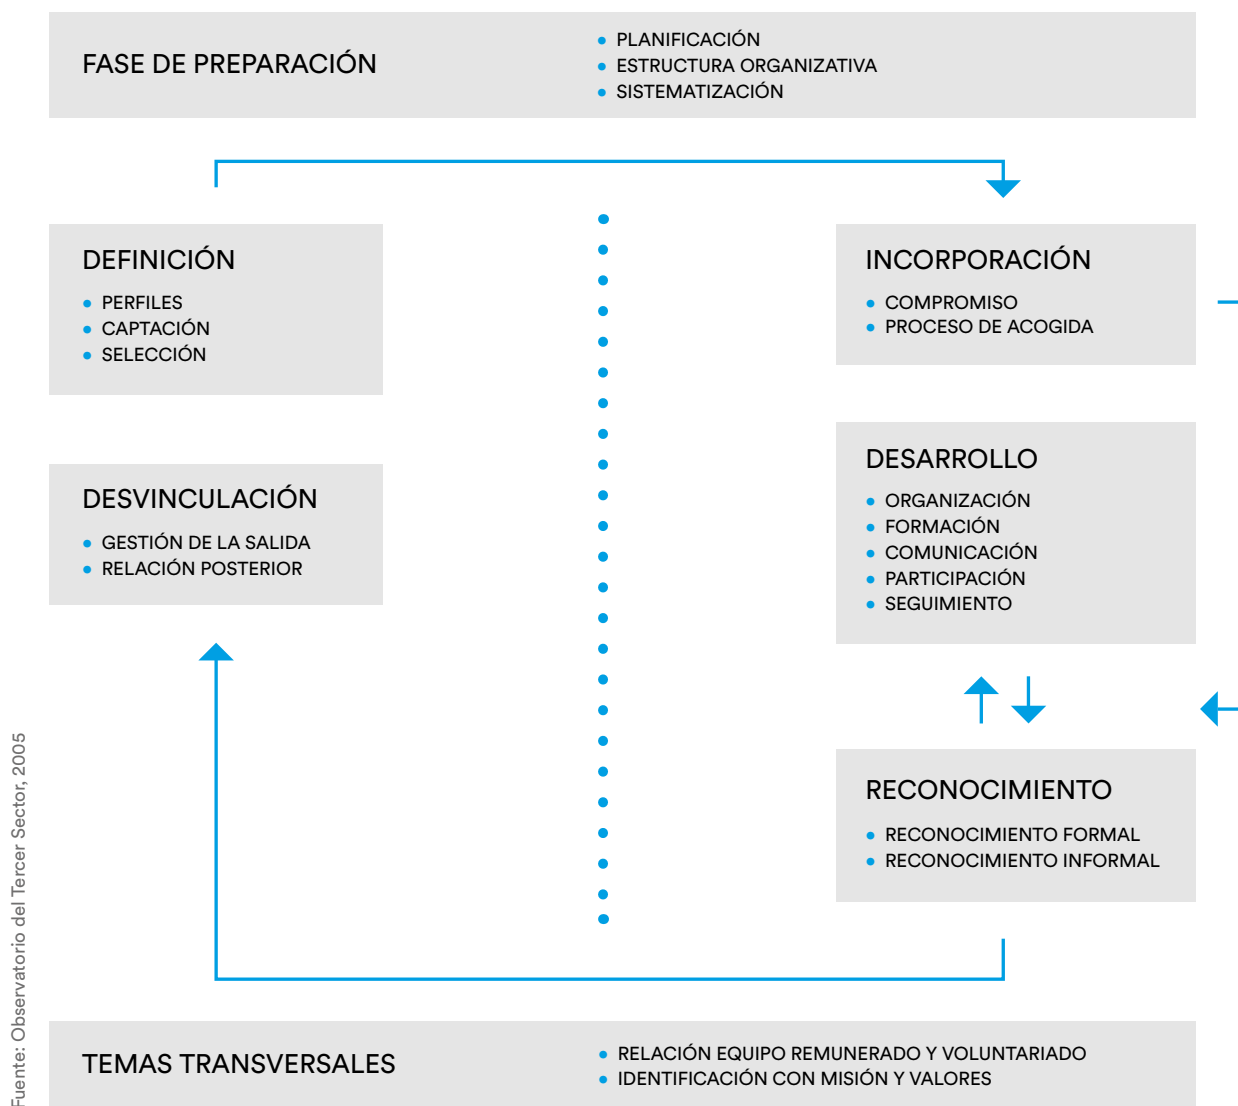 FASE DE PREPARACIÓN
• PLANIFICACIÓN
• ESTRUCTURA ORGANIZATIVA
• SISTEMATIZACIÓN
DEFINICIÓN
• PERFILES
• CAPTACIÓN
• SELECCIÓN
INCORPORACIÓN
• COMPROMISO
• PROCESO DE ACOGIDA
DESARROLLO
• ORGANIZACIÓN
• FORMACIÓN
• COMUNICACIÓN
• PARTICIPACIÓN
• SEGUIMIENTO
DESVINCULACIÓN
• GESTIÓN DE LA SALIDA
• RELACIÓN POSTERIOR
RECONOCIMIENTO
• RECONOCIMIENTO FORMAL
• RECONOCIMIENTO INFORMAL
TEMAS TRANSVERSALES
• RELACIÓN EQUIPO REMUNERADO Y VOLUNTARIADO
• IDENTIFICACIÓN CON MISIÓN Y VALORES
Fuente: Observatorio del Tercer Sector, 2005